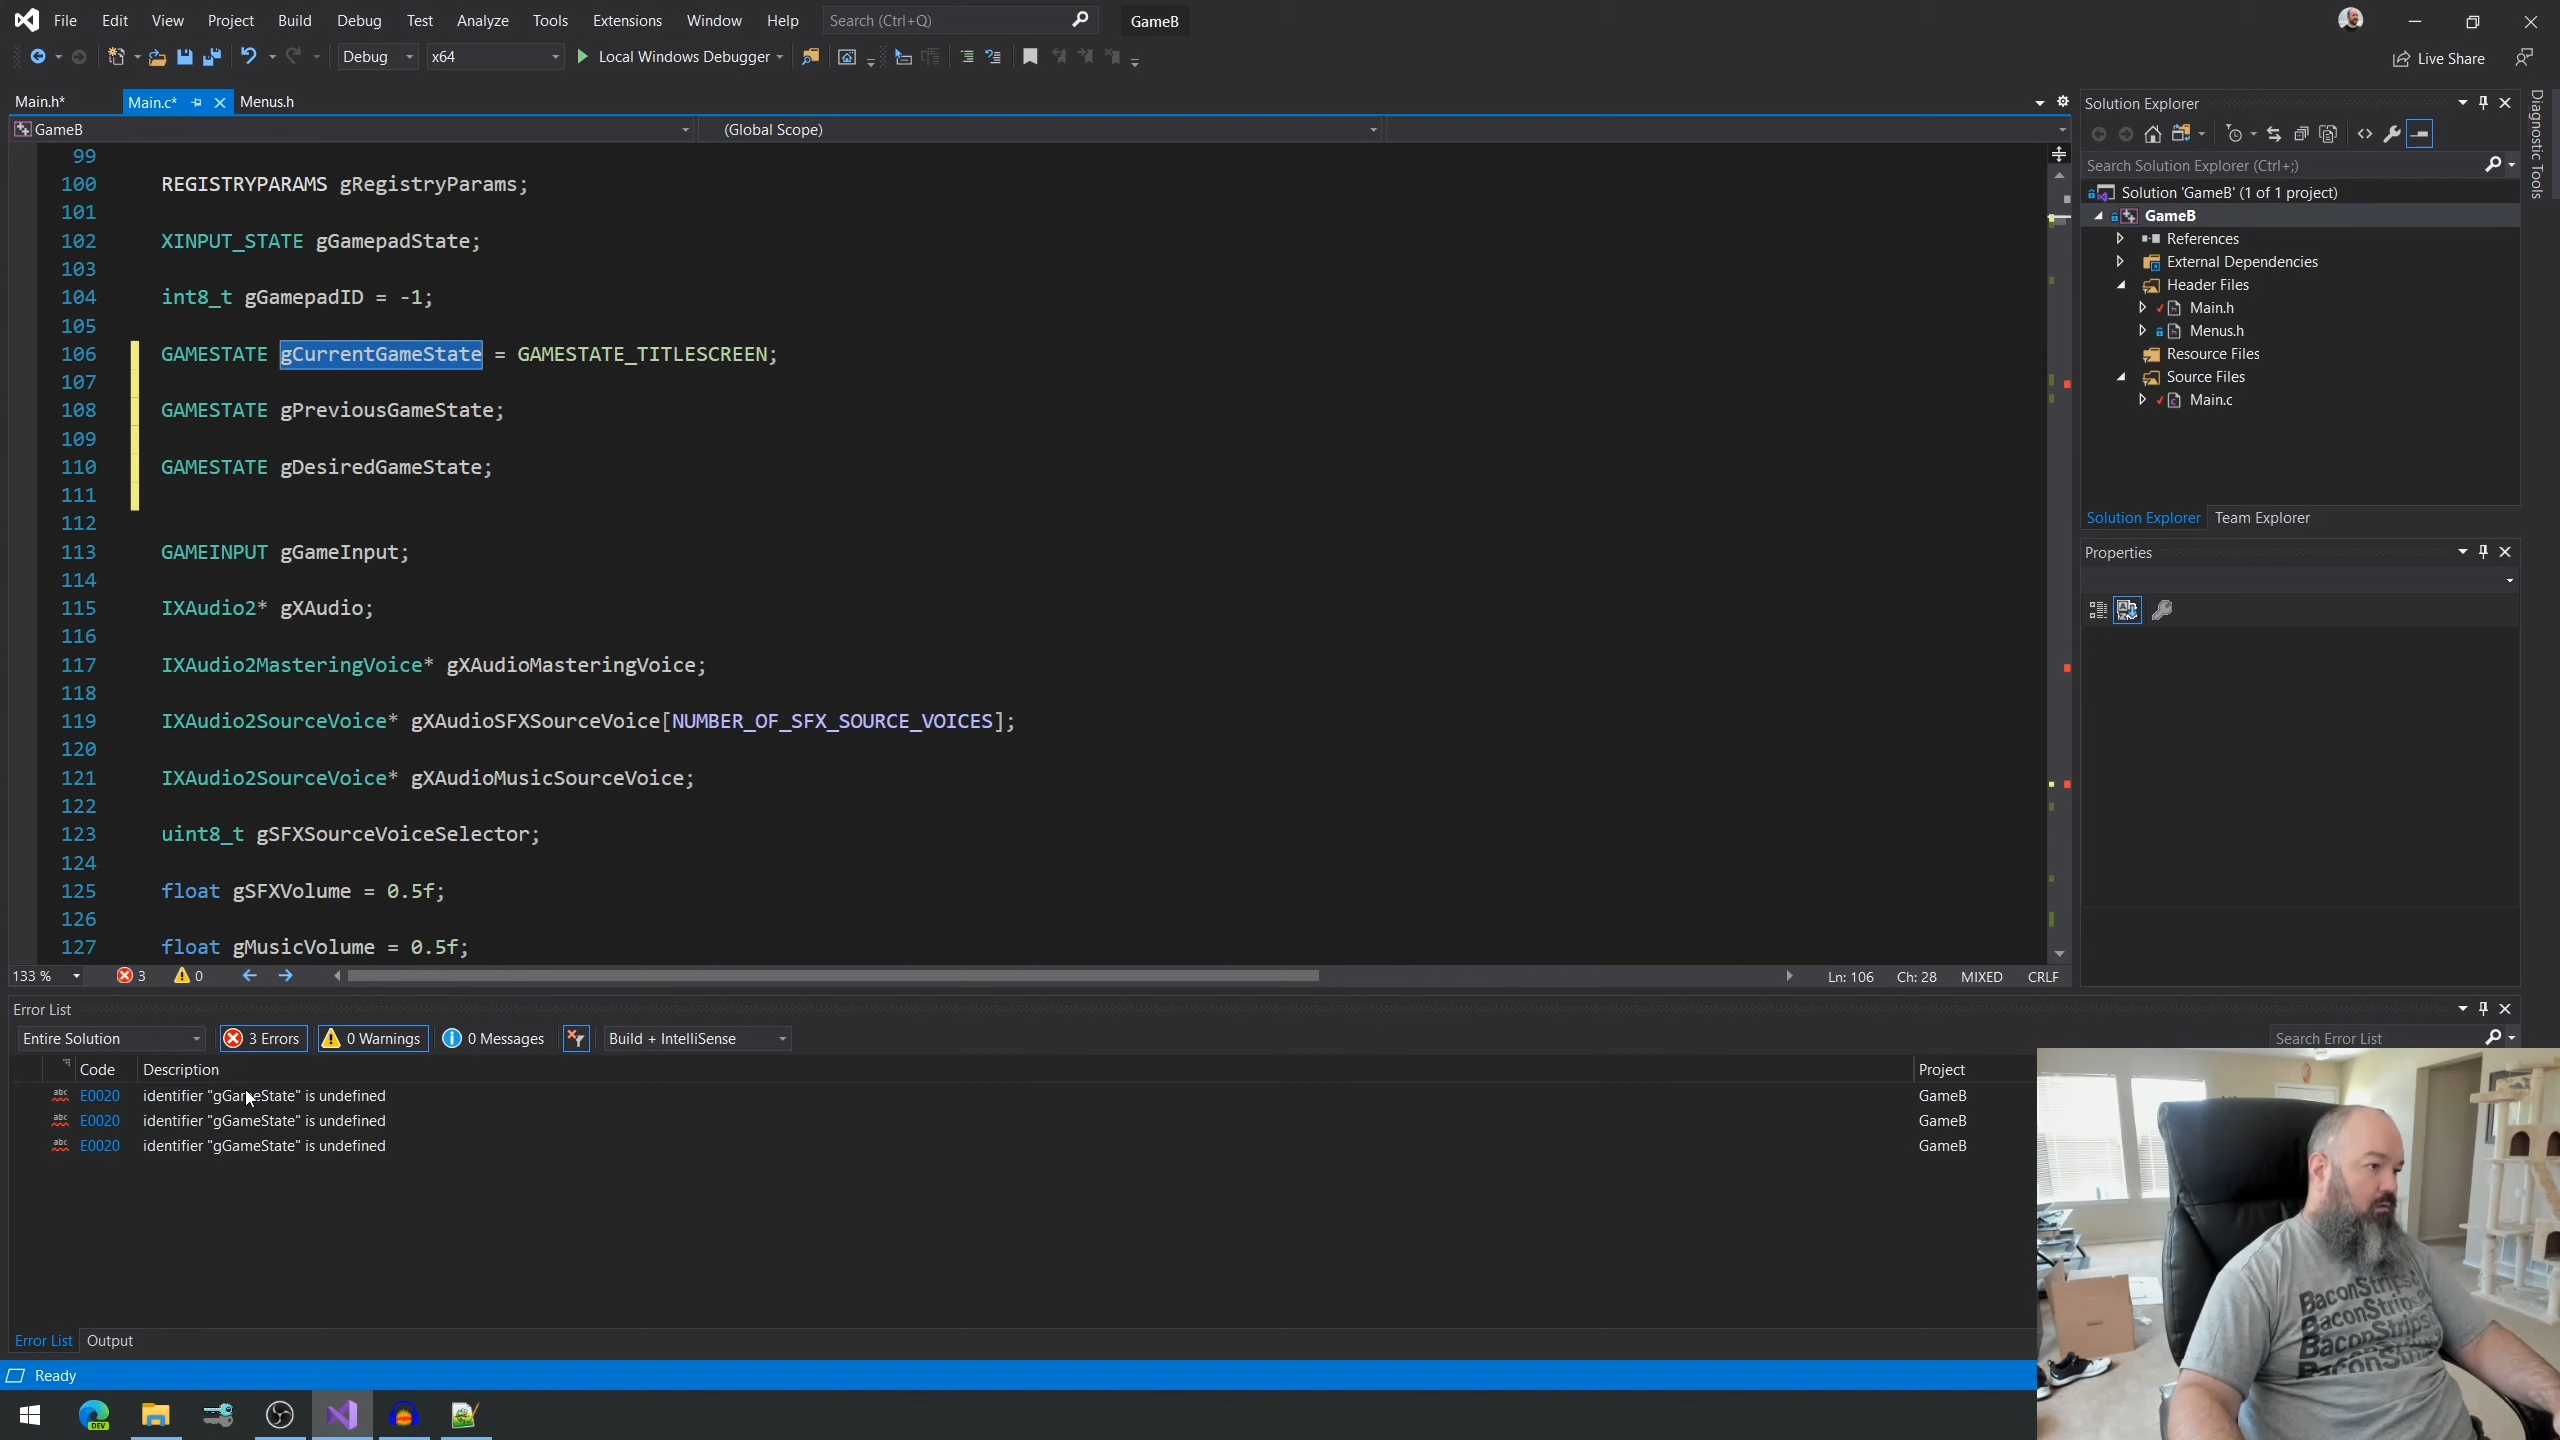 File Edit View Project Build Debug Test Analyze Tools Extensions Window Help Search (Ctrl+Q) GameB
Debug x64 Local Windows Debugger Live Share
Main.h* Main.c* Menus.h
GameB (Global Scope)
99
100 REGISTRYPARAMS gRegistryParams;
101
102 XINPUT_STATE gGamepadState;
103
104 int8_t gGamepadID = -1;
105
106 GAMESTATE gCurrentGameState = GAMESTATE_TITLESCREEN;
107
108 GAMESTATE gPreviousGameState;
109
110 GAMESTATE gDesiredGameState;
111
112
113 GAMEINPUT gGameInput;
114
115 IXAudio2* gXAudio;
116
117 IXAudio2MasteringVoice* gXAudioMasteringVoice;
118
119 IXAudio2SourceVoice* gXAudioSFXSourceVoice[NUMBER_OF_SFX_SOURCE_VOICES];
120
121 IXAudio2SourceVoice* gXAudioMusicSourceVoice;
122
123 uint8_t gSFXSourceVoiceSelector;
124
125 float gSFXVolume = 0.5f;
126
127 float gMusicVolume = 0.5f;
133 % 3 0 Ln: 106 Ch: 28 MIXED CRLF
Solution Explorer
Search Solution Explorer (Ctrl+;)
Solution 'GameB' (1 of 1 project)
GameB
References
External Dependencies
Header Files
Main.h
Menus.h
Resource Files
Source Files
Main.c
Solution Explorer Team Explorer
Properties
Diagnostic Tools
Error List
Entire Solution 3 Errors 0 Warnings 0 Messages Build + IntelliSense Search Error List
Code Description Project
abc E0020 identifier "gGameState" is undefined GameB
abc E0020 identifier "gGameState" is undefined GameB
abc E0020 identifier "gGameState" is undefined GameB
Error List Output
Ready
DEV
BaconStrips&
BaconStrips&
BaconStrips&
BaconStrips